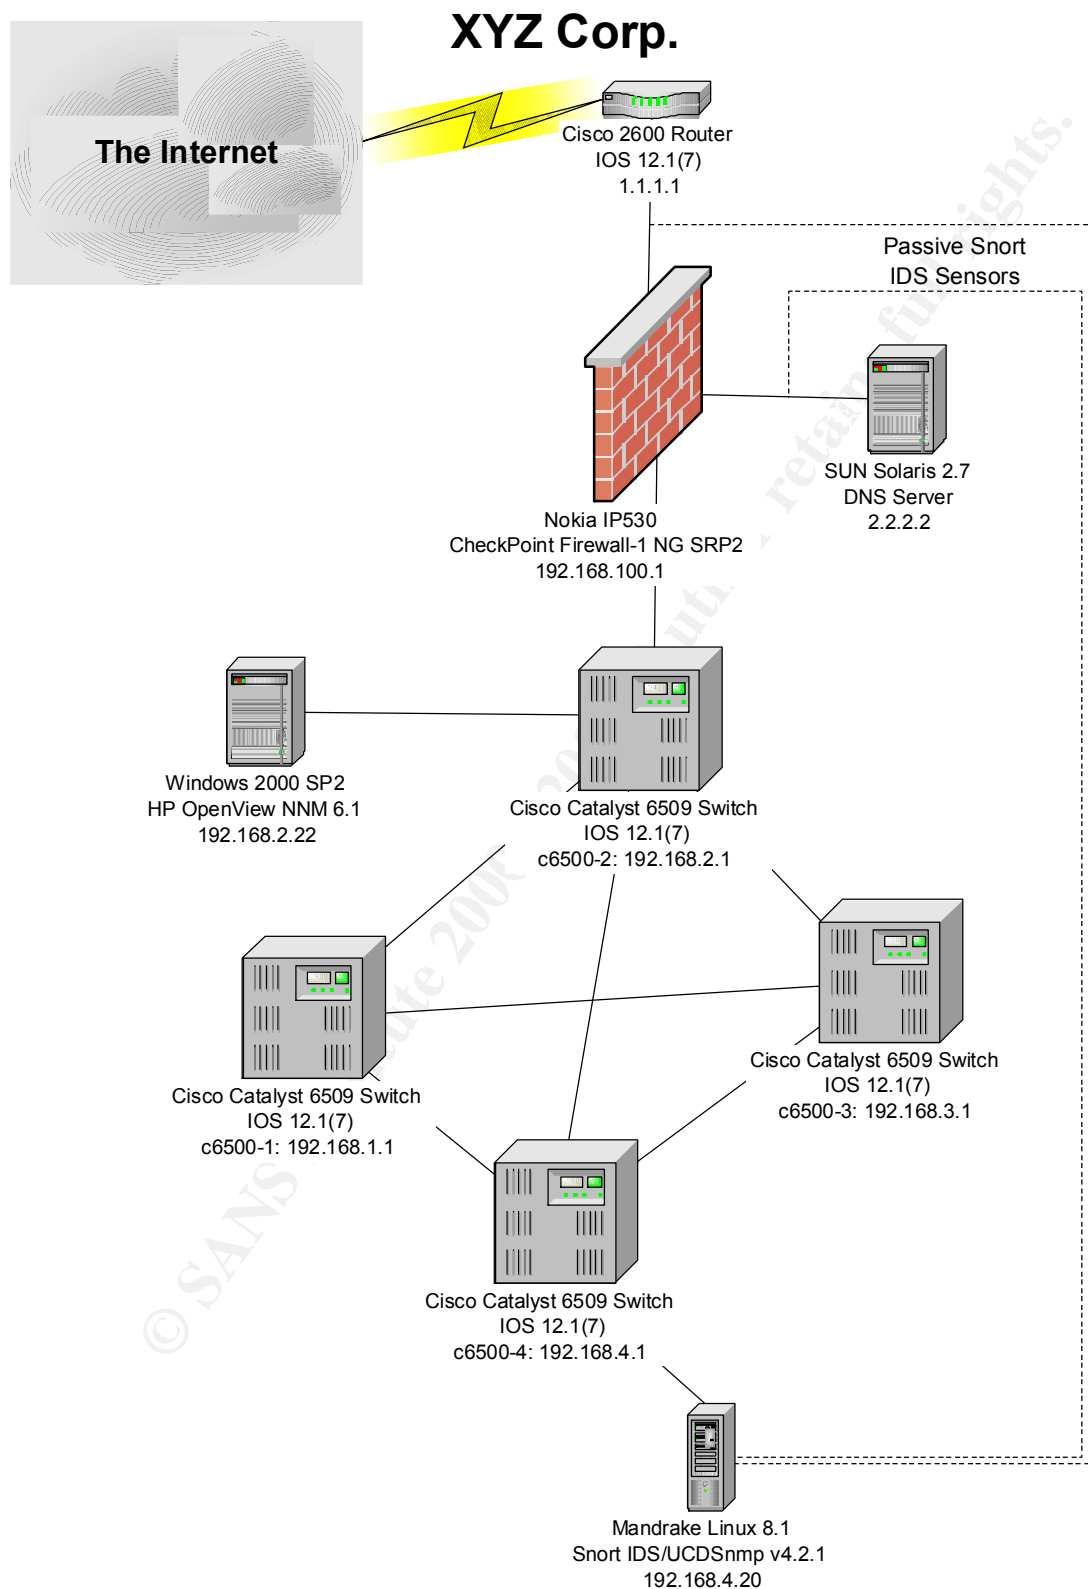 XYZ Corp.
The Internet
Cisco 2600 Router
IOS 12.1(7)
1.1.1.1
Passive Snort
IDS Sensors
SUN Solaris 2.7
DNS Server
2.2.2.2
Nokia IP530
CheckPoint Firewall-1 NG SRP2
192.168.100.1
Windows 2000 SP2
HP OpenView NNM 6.1
192.168.2.22
Cisco Catalyst 6509 Switch
IOS 12.1(7)
c6500-2: 192.168.2.1
Cisco Catalyst 6509 Switch
IOS 12.1(7)
c6500-1: 192.168.1.1
Cisco Catalyst 6509 Switch
IOS 12.1(7)
c6500-3: 192.168.3.1
Cisco Catalyst 6509 Switch
IOS 12.1(7)
c6500-4: 192.168.4.1
Mandrake Linux 8.1
Snort IDS/UCDSnmp v4.2.1
192.168.4.20
© SANS
rights.